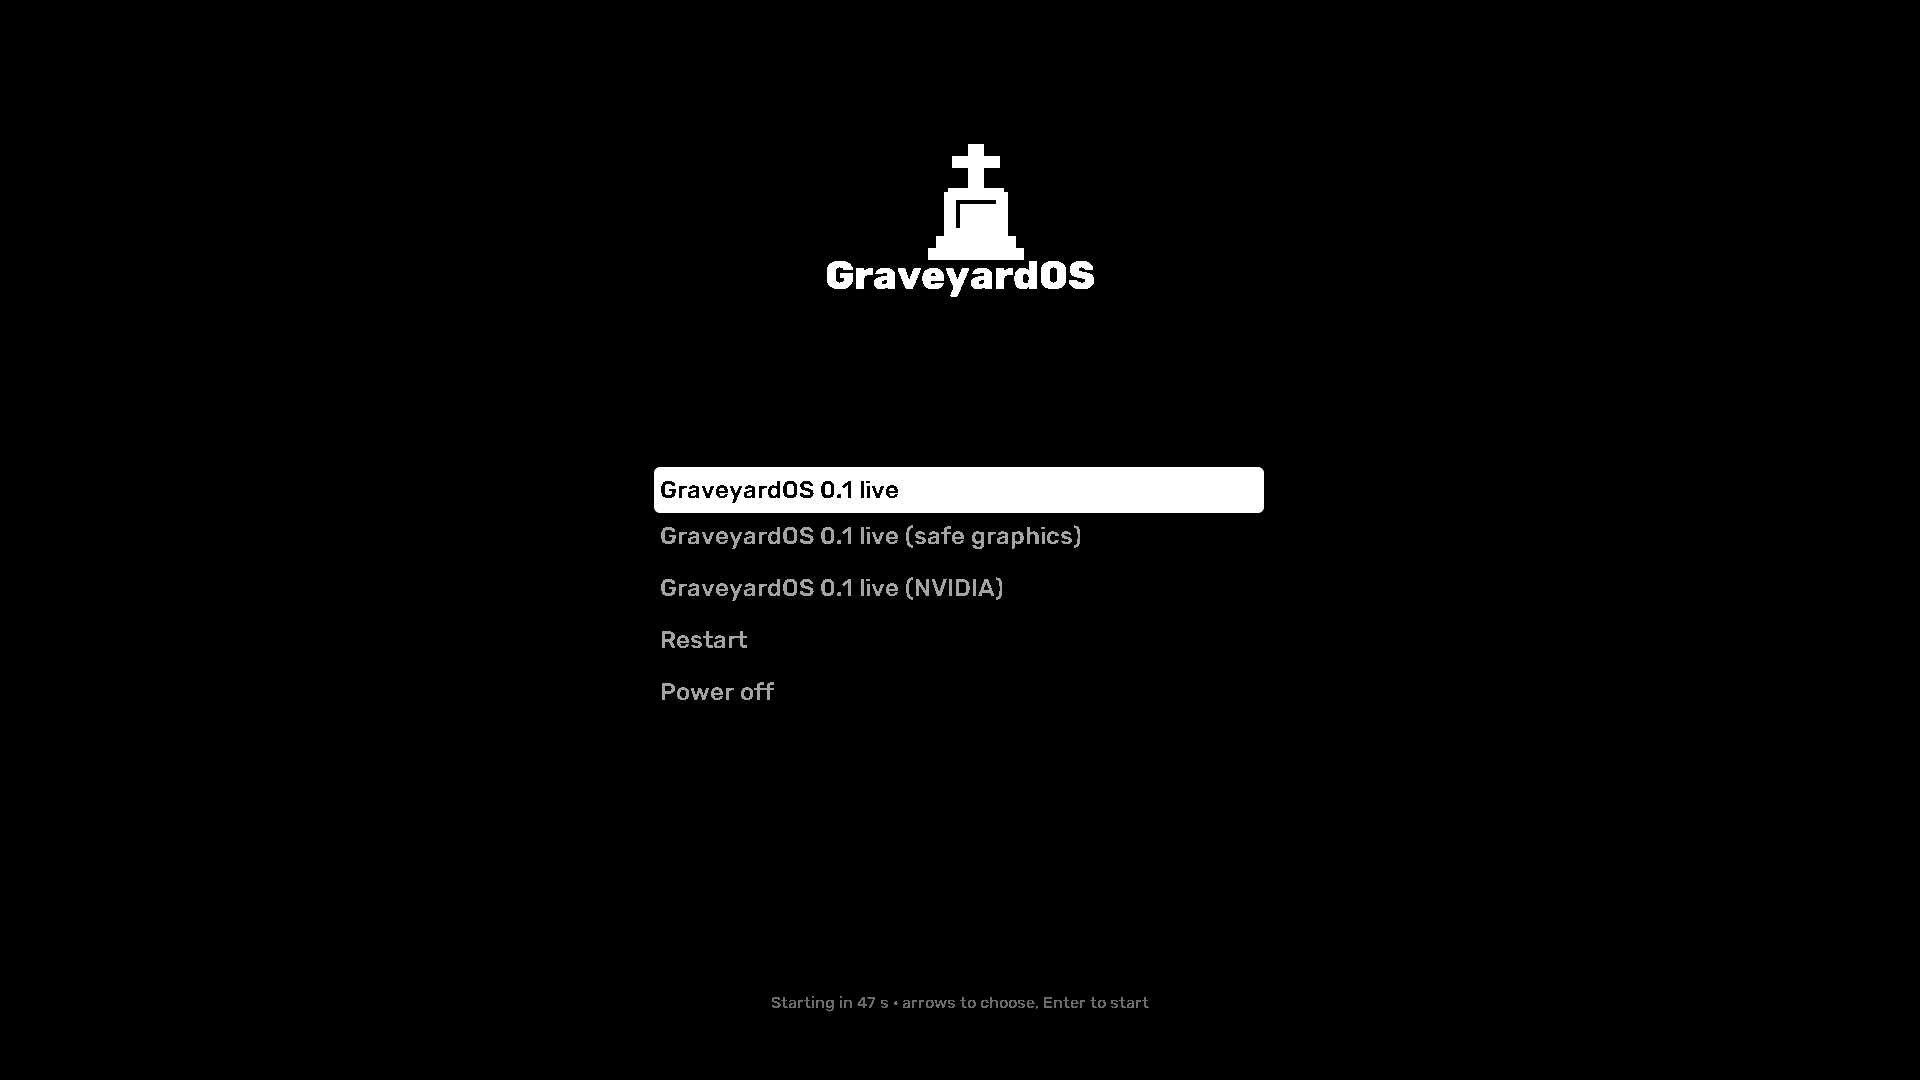 GraveyardOS
GraveyardOS 0.1 live
GraveyardOS 0.1 live (safe graphics)
GraveyardOS 0.1 live (NVIDIA)
Restart
Power off
Starting in 47 s • arrows to choose, Enter to start